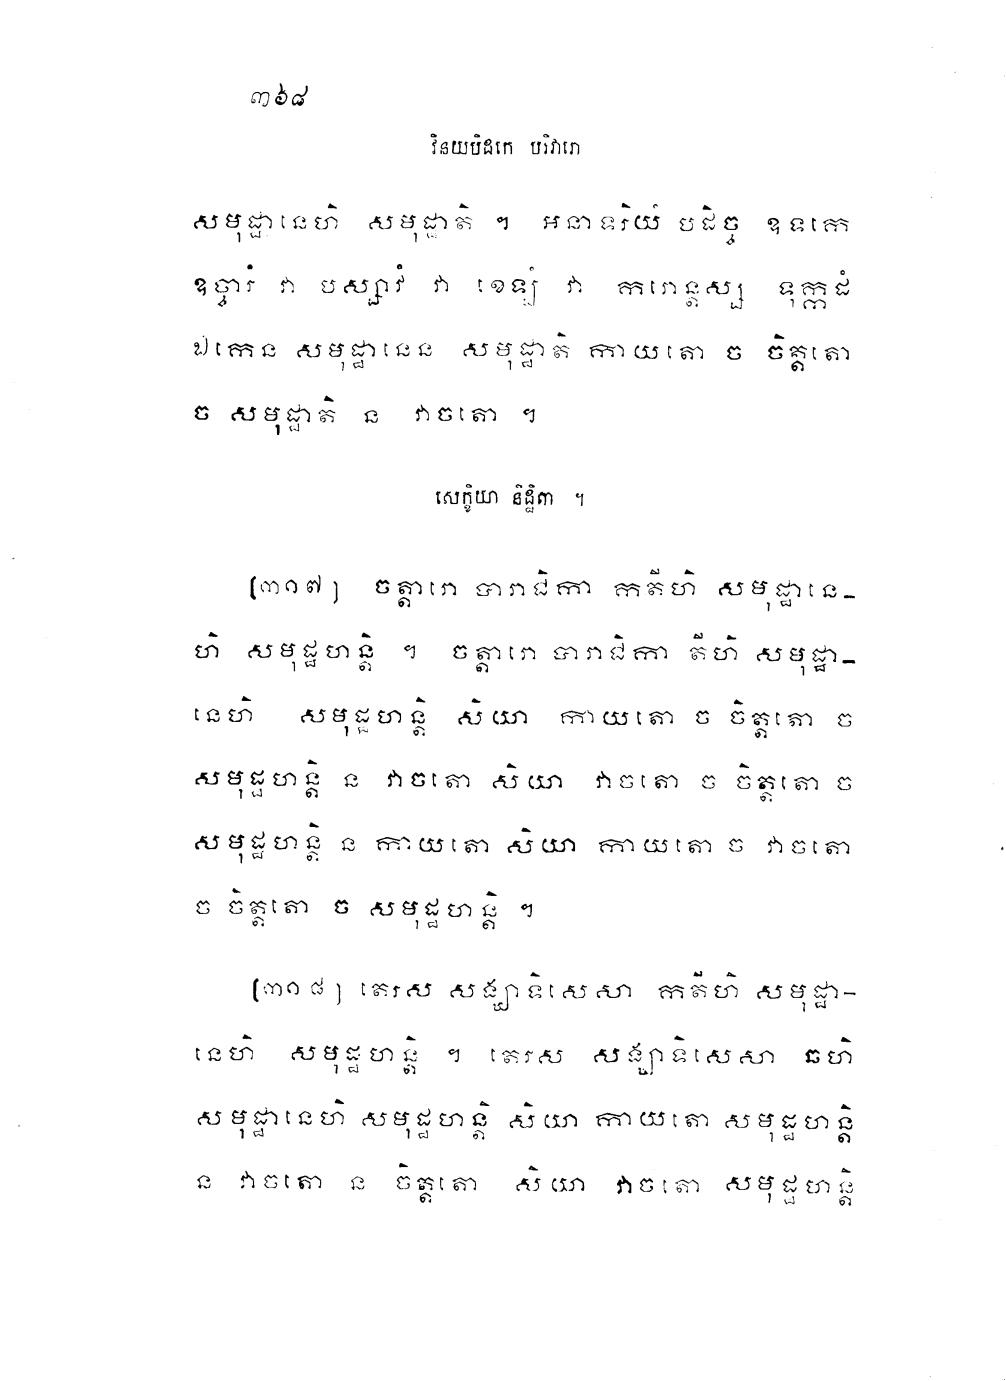 ៣៦៨
វិនយបិដកេ បរិវារោ
សមុដ្ឋានេហិ សមុដ្ឋាតិ ។ អនាទរិយំ បដិច្ច ឧទកេ
ឧច្ចារំ វា បស្សាវំ វា ខេឡំ វា ករោន្តស្ស ទុក្កដំ
ឯកេន សមុដ្ឋានេន សមុដ្ឋាតិ កាយតោ ច ចិត្តតោ
ច សមុដ្ឋាតិ ន វាចតោ ។
សេក្ខិយា និដ្ឋិតា ។
[៣១៧] ចត្តារោ បារាជិកា កតីហិ សមុដ្ឋានេ-
ហិ សមុដ្ឋហន្តិ ។ ចត្តារោ បារាជិកា តីហិ សមុដ្ឋា-
នេហិ សមុដ្ឋហន្តិ សិយា កាយតោ ច ចិត្តតោ ច
សមុដ្ឋហន្តិ ន វាចតោ សិយា វាចតោ ច ចិត្តតោ ច
សមុដ្ឋហន្តិ ន កាយតោ សិយា កាយតោ ច វាចតោ
ច ចិត្តតោ ច សមុដ្ឋហន្តិ ។
[៣១៨] តេរស សង្ឃាទិសេសា កតីហិ សមុដ្ឋា-
នេហិ សមុដ្ឋហន្តិ ។ តេរស សង្ឃាទិសេសា ឆហិ
សមុដ្ឋានេហិ សមុដ្ឋហន្តិ សិយា កាយតោ សមុដ្ឋហន្តិ
ន វាចតោ ន ចិត្តតោ សិយា វាចតោ សមុដ្ឋហន្តិ